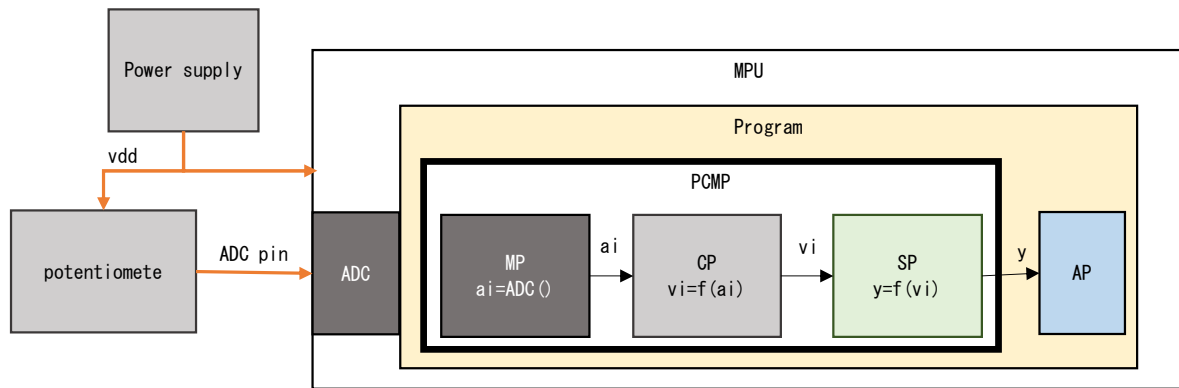 Power supply
MPU
Program
vdd
PCMP
potentiomete
ADC pin
ADC
MP
ai=ADC()
ai
CP
vi=f(ai)
vi
SP
y=f(vi)
y
AP